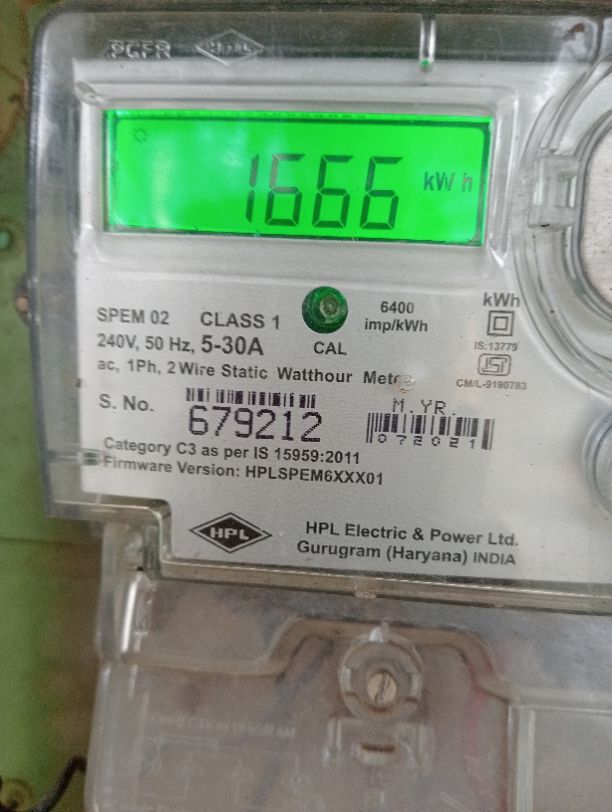 HPL
1666 kWh
SPEM 02 CLASS 1
6400
imp/kWh
kWh
240V, 50 Hz, 5-30A
CAL
IS:13779
ac, 1Ph, 2 Wire Static Watthour Meter
CM/L-9190783
S. No.
679212
M.YR.
072021
Category C3 as per IS 15959:2011
Firmware Version: HPLSPEM6XXX01
HPL
HPL Electric & Power Ltd.
Gurugram (Haryana) INDIA